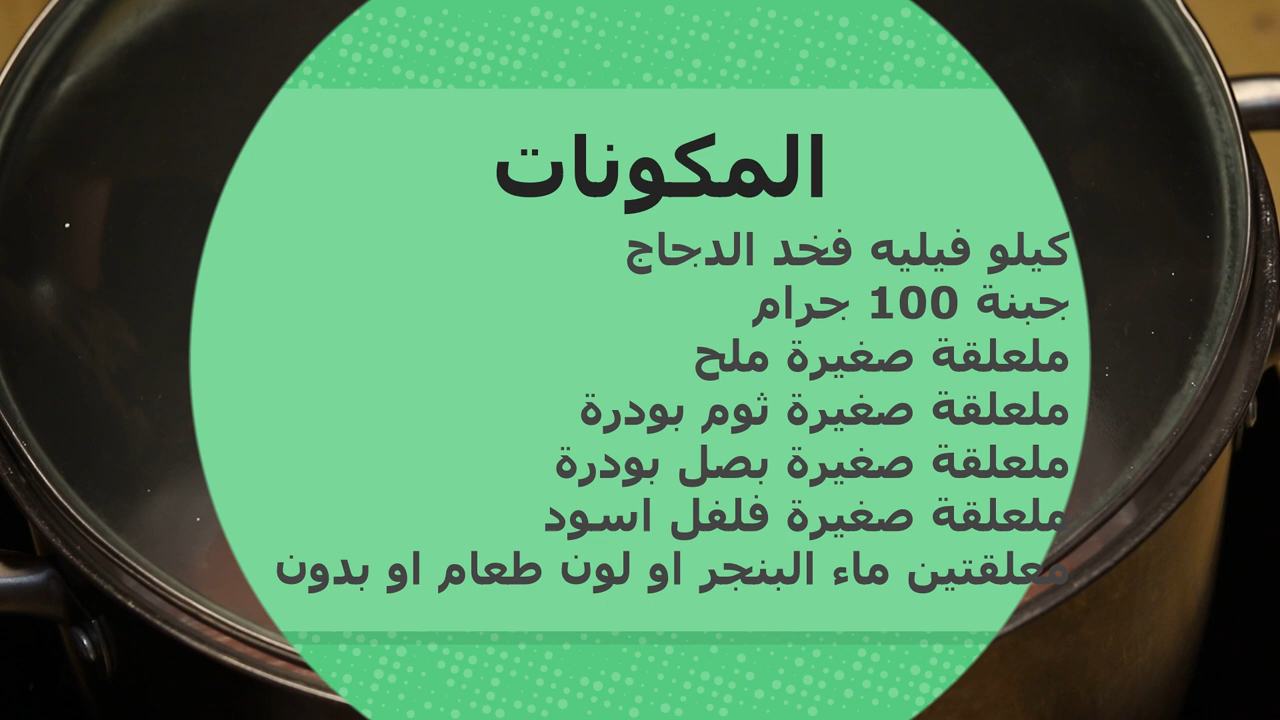 المكونات
كيلو فيليه فخد الدجاج
جبنة 100 جرام
ملعلقة صغيرة ملح
ملعلقة صغيرة ثوم بودرة
ملعلقة صغيرة بصل بودرة
ملعلقة صغيرة فلفل اسود
معلقتين ماء البنجر او لون طعام او بدون